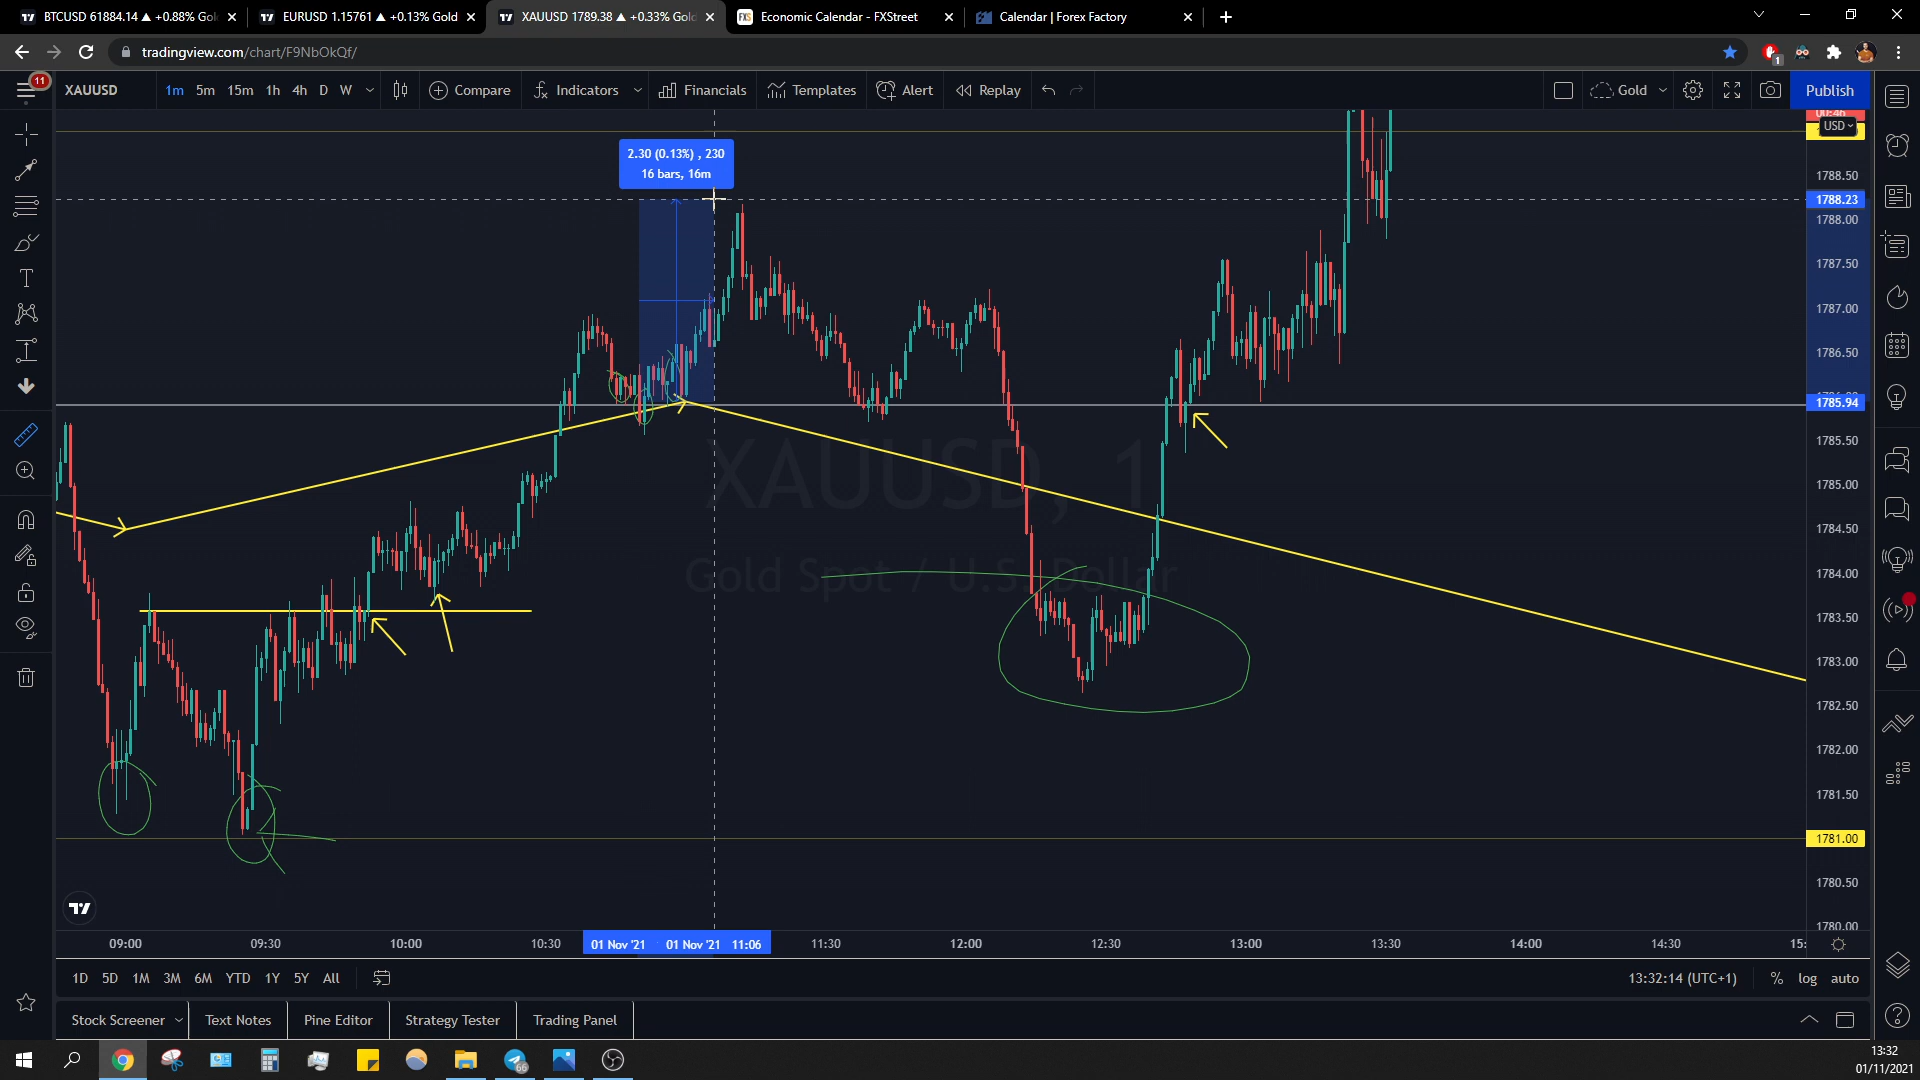 BTCUSD 61884.14 ▲ +0.88% Gol
EURUSD 1.15761 ▲ +0.13% Gold
XAUUSD 1789.38 ▲ +0.33% Gold
Economic Calendar - FXStreet
Calendar | Forex Factory
tradingview.com/chart/F9NbOkQf/
1
11
XAUUSD
1m 5m 15m 1h 4h D W
Compare
Indicators
Financials
Templates
Alert
Replay
Gold
Publish
2.30 (0.13%) , 230
16 bars, 16m
00:46
USD
1788.50
1788.23
1788.00
1787.50
1787.00
1786.50
1785.94
1785.50
1785.00
1784.50
1784.00
1783.50
1783.00
1782.50
1782.00
1781.50
1781.00
1780.50
1780.00
XAUUSD, 1
Gold Spot / U.S. Dollar
09:00 09:30 10:00 10:30 01 Nov '21 01 Nov '21 11:06 11:30 12:00 12:30 13:00 13:30 14:00 14:30 15:
1D 5D 1M 3M 6M YTD 1Y 5Y All
13:32:14 (UTC+1)
% log auto
Stock Screener
Text Notes
Pine Editor
Strategy Tester
Trading Panel
66
13:32
01/11/2021